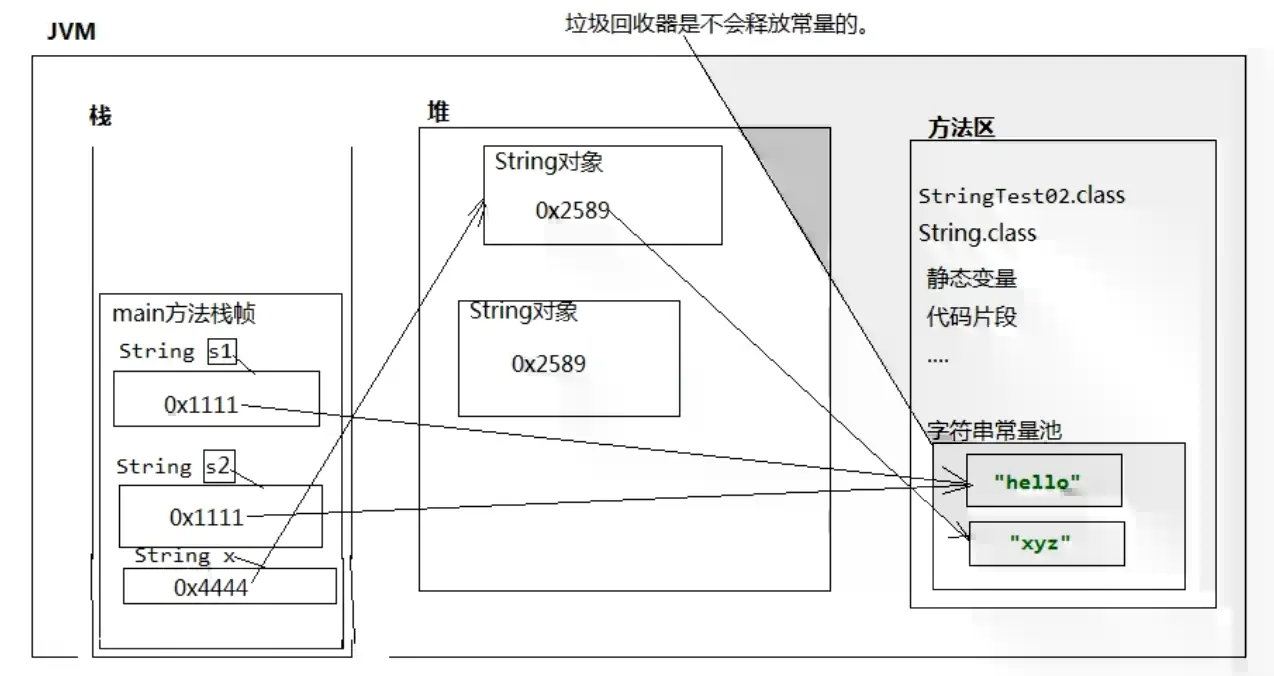 JVM
垃圾回收器是不会释放常量的。
栈
main方法栈帧
String s1
0x1111
String s2
0x1111
String x
0x4444
堆
String对象
0x2589
String对象
0x2589
方法区
StringTest02.class
String.class
静态变量
代码片段
....
字符串常量池
"hello"
"xyz"